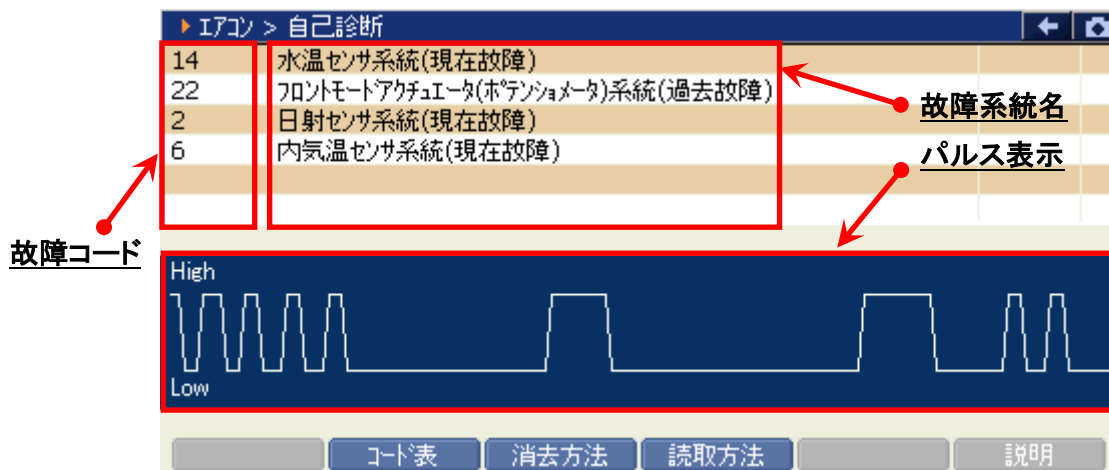 ｴｱｺﾝ > 自己診断
14 水温ｾﾝｻ系統(現在故障)
22 ﾌﾛﾝﾄﾓｰﾄﾞｱｸﾁｭｴｰﾀ(ﾎﾟﾃﾝｼｮﾒｰﾀ)系統(過去故障)
2 日射ｾﾝｻ系統(現在故障)
6 内気温ｾﾝｻ系統(現在故障)
故障系統名
パルス表示
故障コード
High
Low
ｺｰﾄﾞ表 消去方法 読取方法 説明